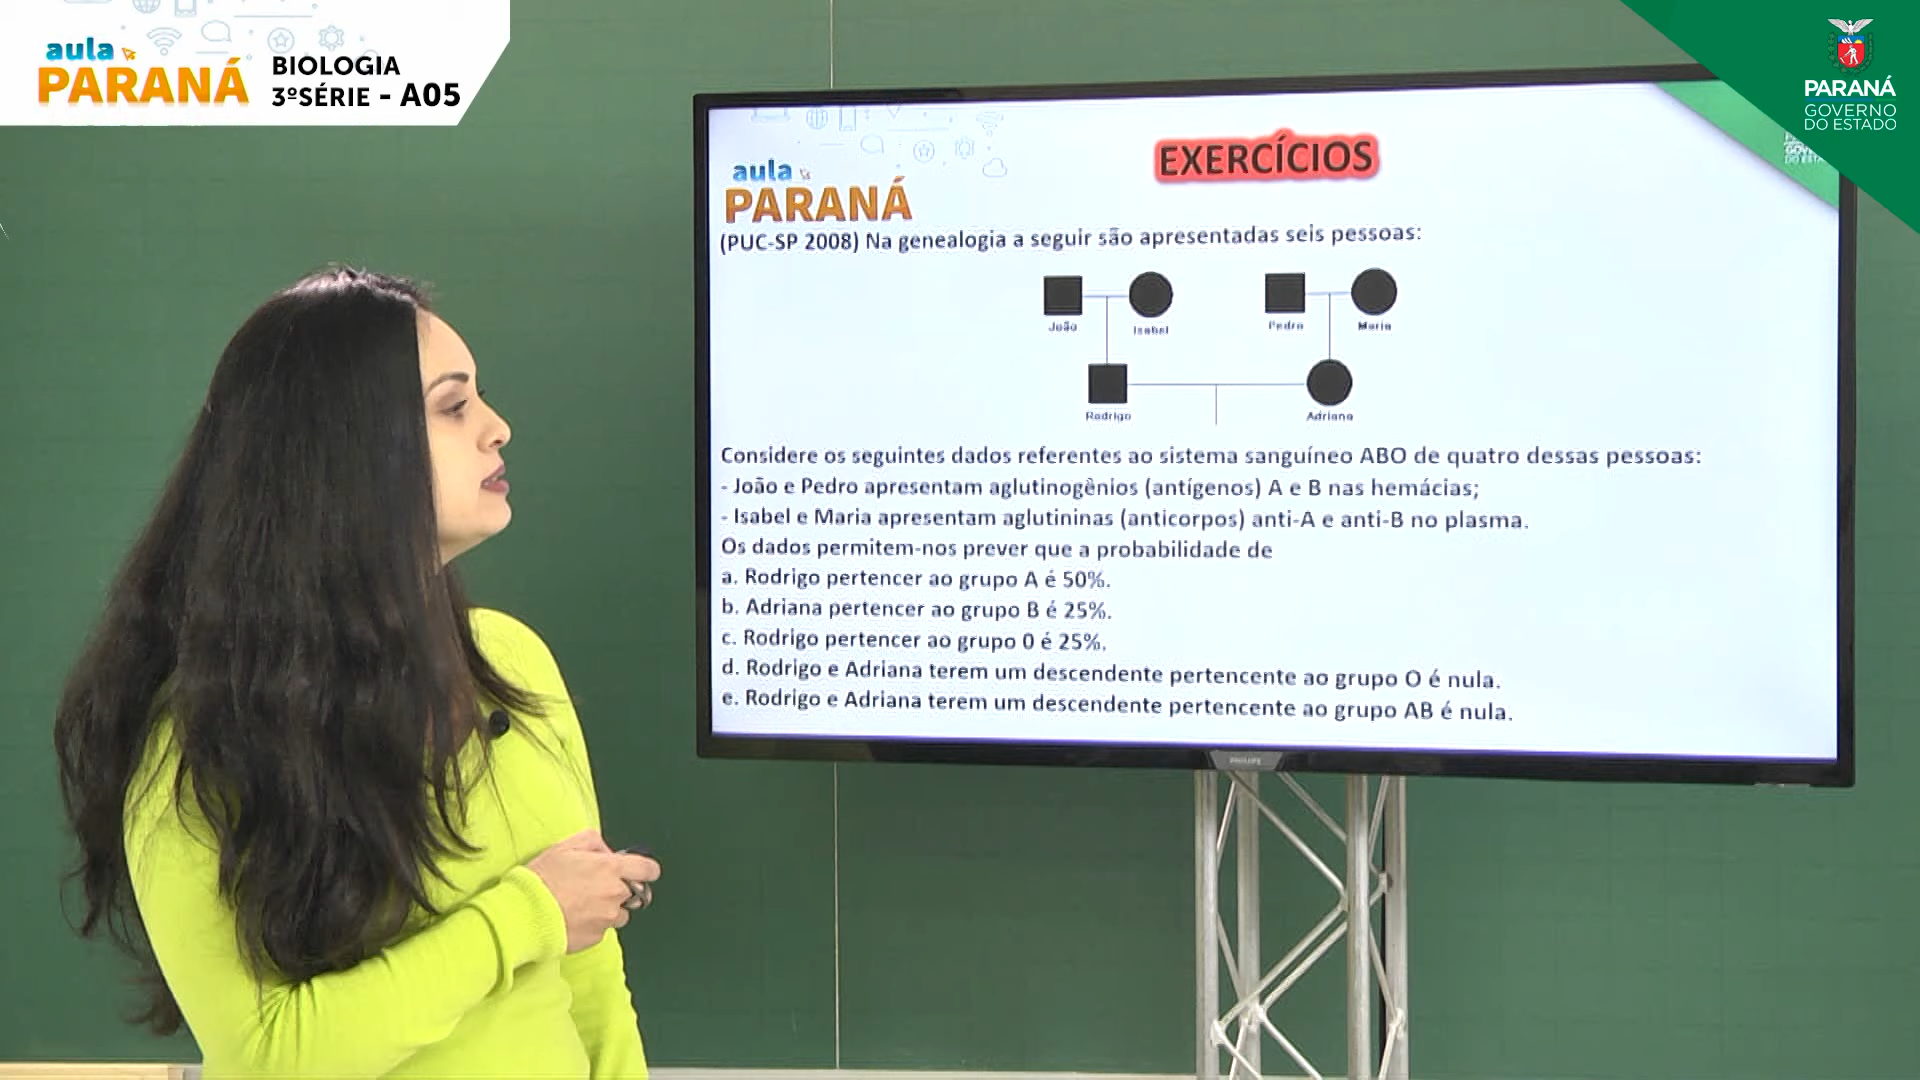 aula
PARANÁ
BIOLOGIA
3ºSÉRIE - A05
PARANÁ
GOVERNO
DO ESTADO
EXERCÍCIOS
aula
PARANÁ
(PUC-SP 2008) Na genealogia a seguir são apresentadas seis pessoas:
João
Isabel
Pedro
Maria
Rodrigo
Adriana
Considere os seguintes dados referentes ao sistema sanguíneo ABO de quatro dessas pessoas:
- João e Pedro apresentam aglutinogênios (antígenos) A e B nas hemácias;
- Isabel e Maria apresentam aglutininas (anticorpos) anti-A e anti-B no plasma.
Os dados permitem-nos prever que a probabilidade de
a. Rodrigo pertencer ao grupo A é 50%.
b. Adriana pertencer ao grupo B é 25%.
c. Rodrigo pertencer ao grupo 0 é 25%.
d. Rodrigo e Adriana terem um descendente pertencente ao grupo O é nula.
e. Rodrigo e Adriana terem um descendente pertencente ao grupo AB é nula.
PHILIPS